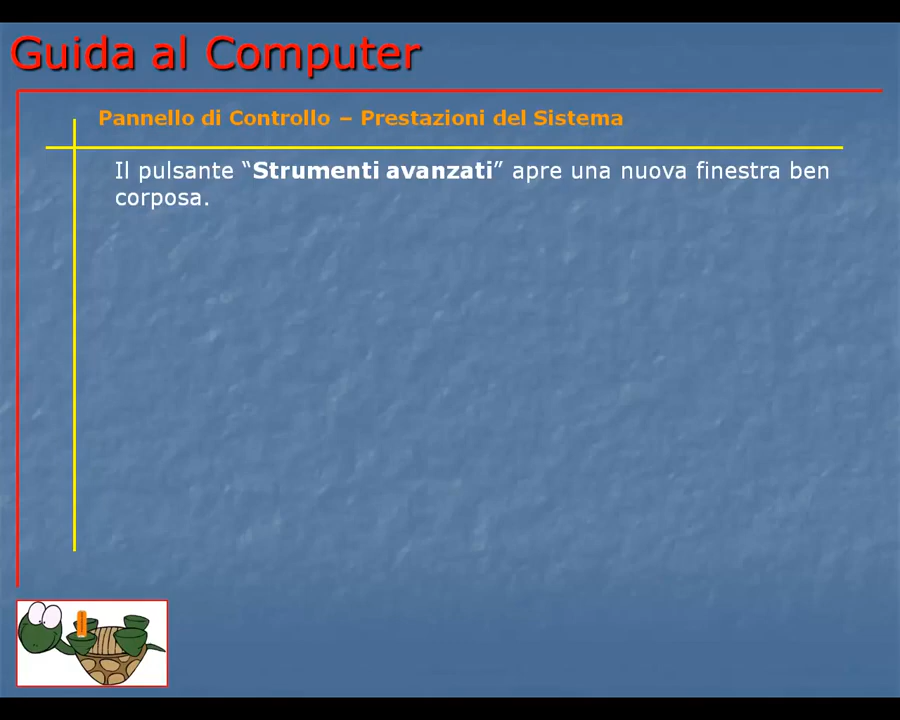 Guida al Computer
Pannello di Controllo – Prestazioni del Sistema
Il pulsante “Strumenti avanzati” apre una nuova finestra ben
corposa.